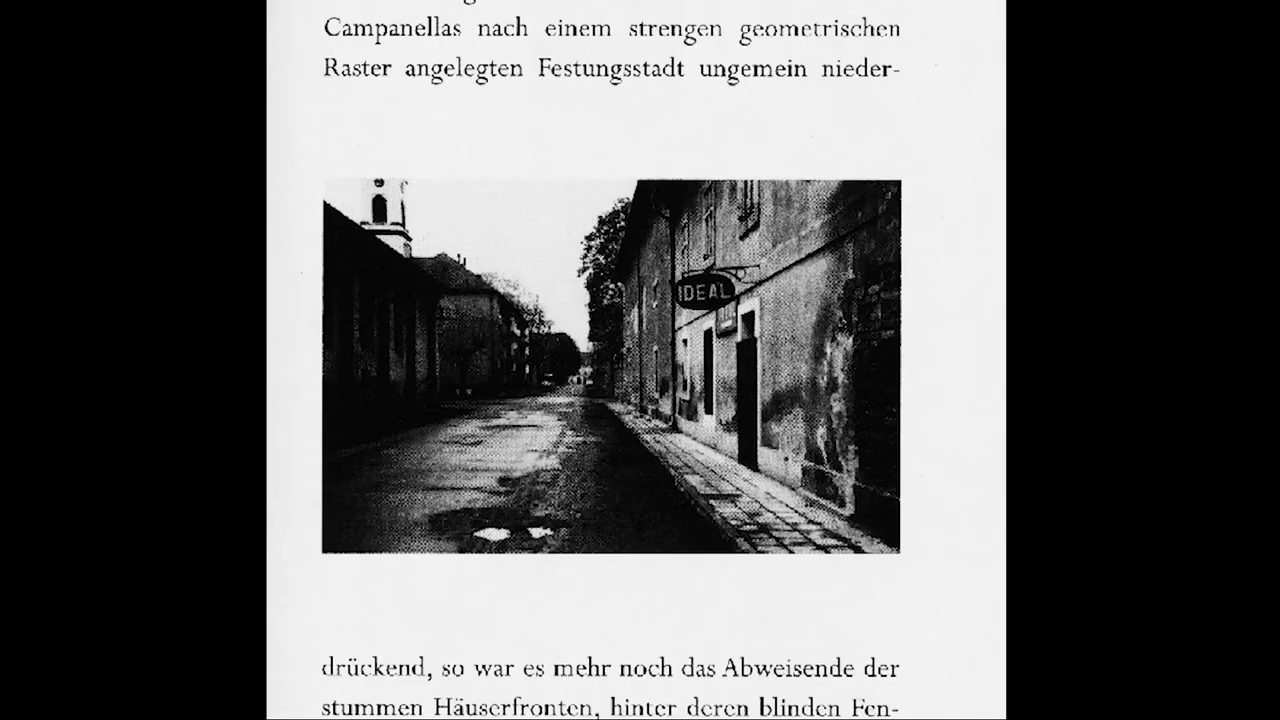 Campanellas nach einem strengen geometrischen
Raster angelegten Festungsstadt ungemein nieder-
IDEAL
drückend, so war es mehr noch das Abweisende der
stummen Häuserfronten, hinter deren blinden Fen-